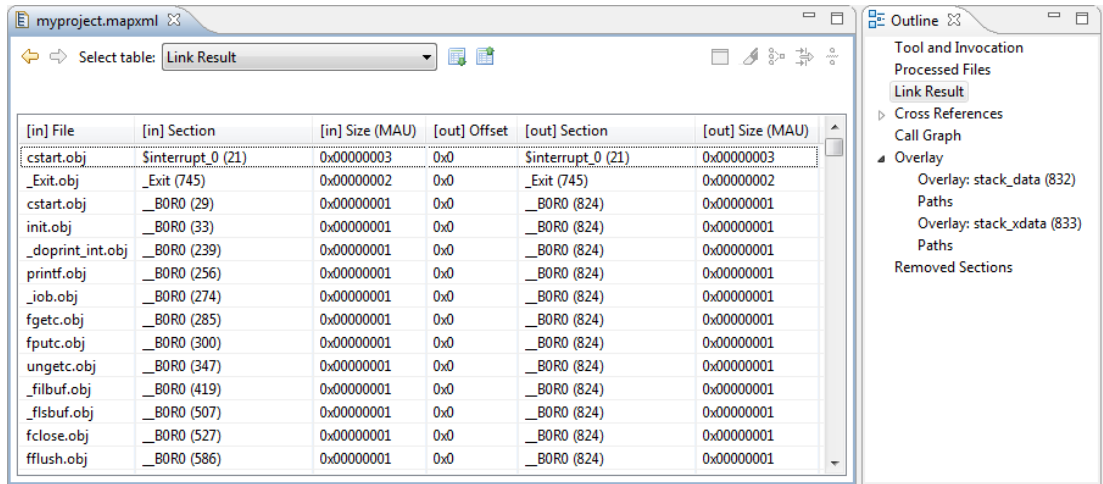 myproject.mapxml
Select table: Link Result
[in] File [in] Section [in] Size (MAU) [out] Offset [out] Section [out] Size (MAU)
cstart.obj $interrupt_0 (21) 0x00000003 0x0 $interrupt_0 (21) 0x00000003
_Exit.obj _Exit (745) 0x00000002 0x0 _Exit (745) 0x00000002
cstart.obj __B0R0 (29) 0x00000001 0x0 __B0R0 (824) 0x00000001
init.obj __B0R0 (33) 0x00000001 0x0 __B0R0 (824) 0x00000001
_doprint_int.obj __B0R0 (239) 0x00000001 0x0 __B0R0 (824) 0x00000001
printf.obj __B0R0 (256) 0x00000001 0x0 __B0R0 (824) 0x00000001
_iob.obj __B0R0 (274) 0x00000001 0x0 __B0R0 (824) 0x00000001
fgetc.obj __B0R0 (285) 0x00000001 0x0 __B0R0 (824) 0x00000001
fputc.obj __B0R0 (300) 0x00000001 0x0 __B0R0 (824) 0x00000001
ungetc.obj __B0R0 (347) 0x00000001 0x0 __B0R0 (824) 0x00000001
_filbuf.obj __B0R0 (419) 0x00000001 0x0 __B0R0 (824) 0x00000001
_flsbuf.obj __B0R0 (507) 0x00000001 0x0 __B0R0 (824) 0x00000001
fclose.obj __B0R0 (527) 0x00000001 0x0 __B0R0 (824) 0x00000001
fflush.obj __B0R0 (586) 0x00000001 0x0 __B0R0 (824) 0x00000001
Outline
Tool and Invocation
Processed Files
Link Result
Cross References
Call Graph
Overlay
Overlay: stack_data (832)
Paths
Overlay: stack_xdata (833)
Paths
Removed Sections